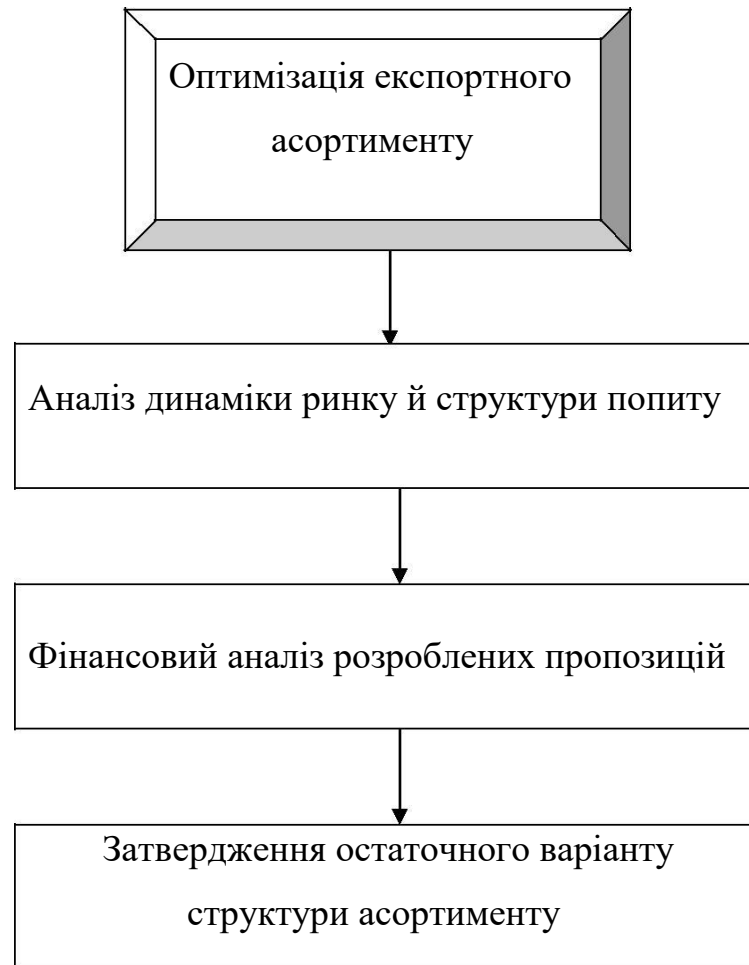 Оптимізація експортного
асортименту
Аналіз динаміки ринку й структури попиту
Фінансовий аналіз розроблених пропозицій
Затвердження остаточного варіанту
структури асортименту